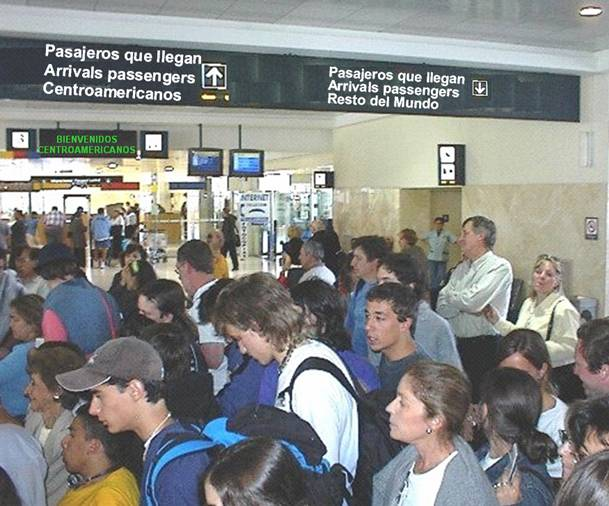 Pasajeros que llegan
Arrivals passengers
Centroamericanos
Pasajeros que llegan
Arrivals passengers
Resto del Mundo
BIENVENIDOS
CENTROAMERICANOS
INTERNET